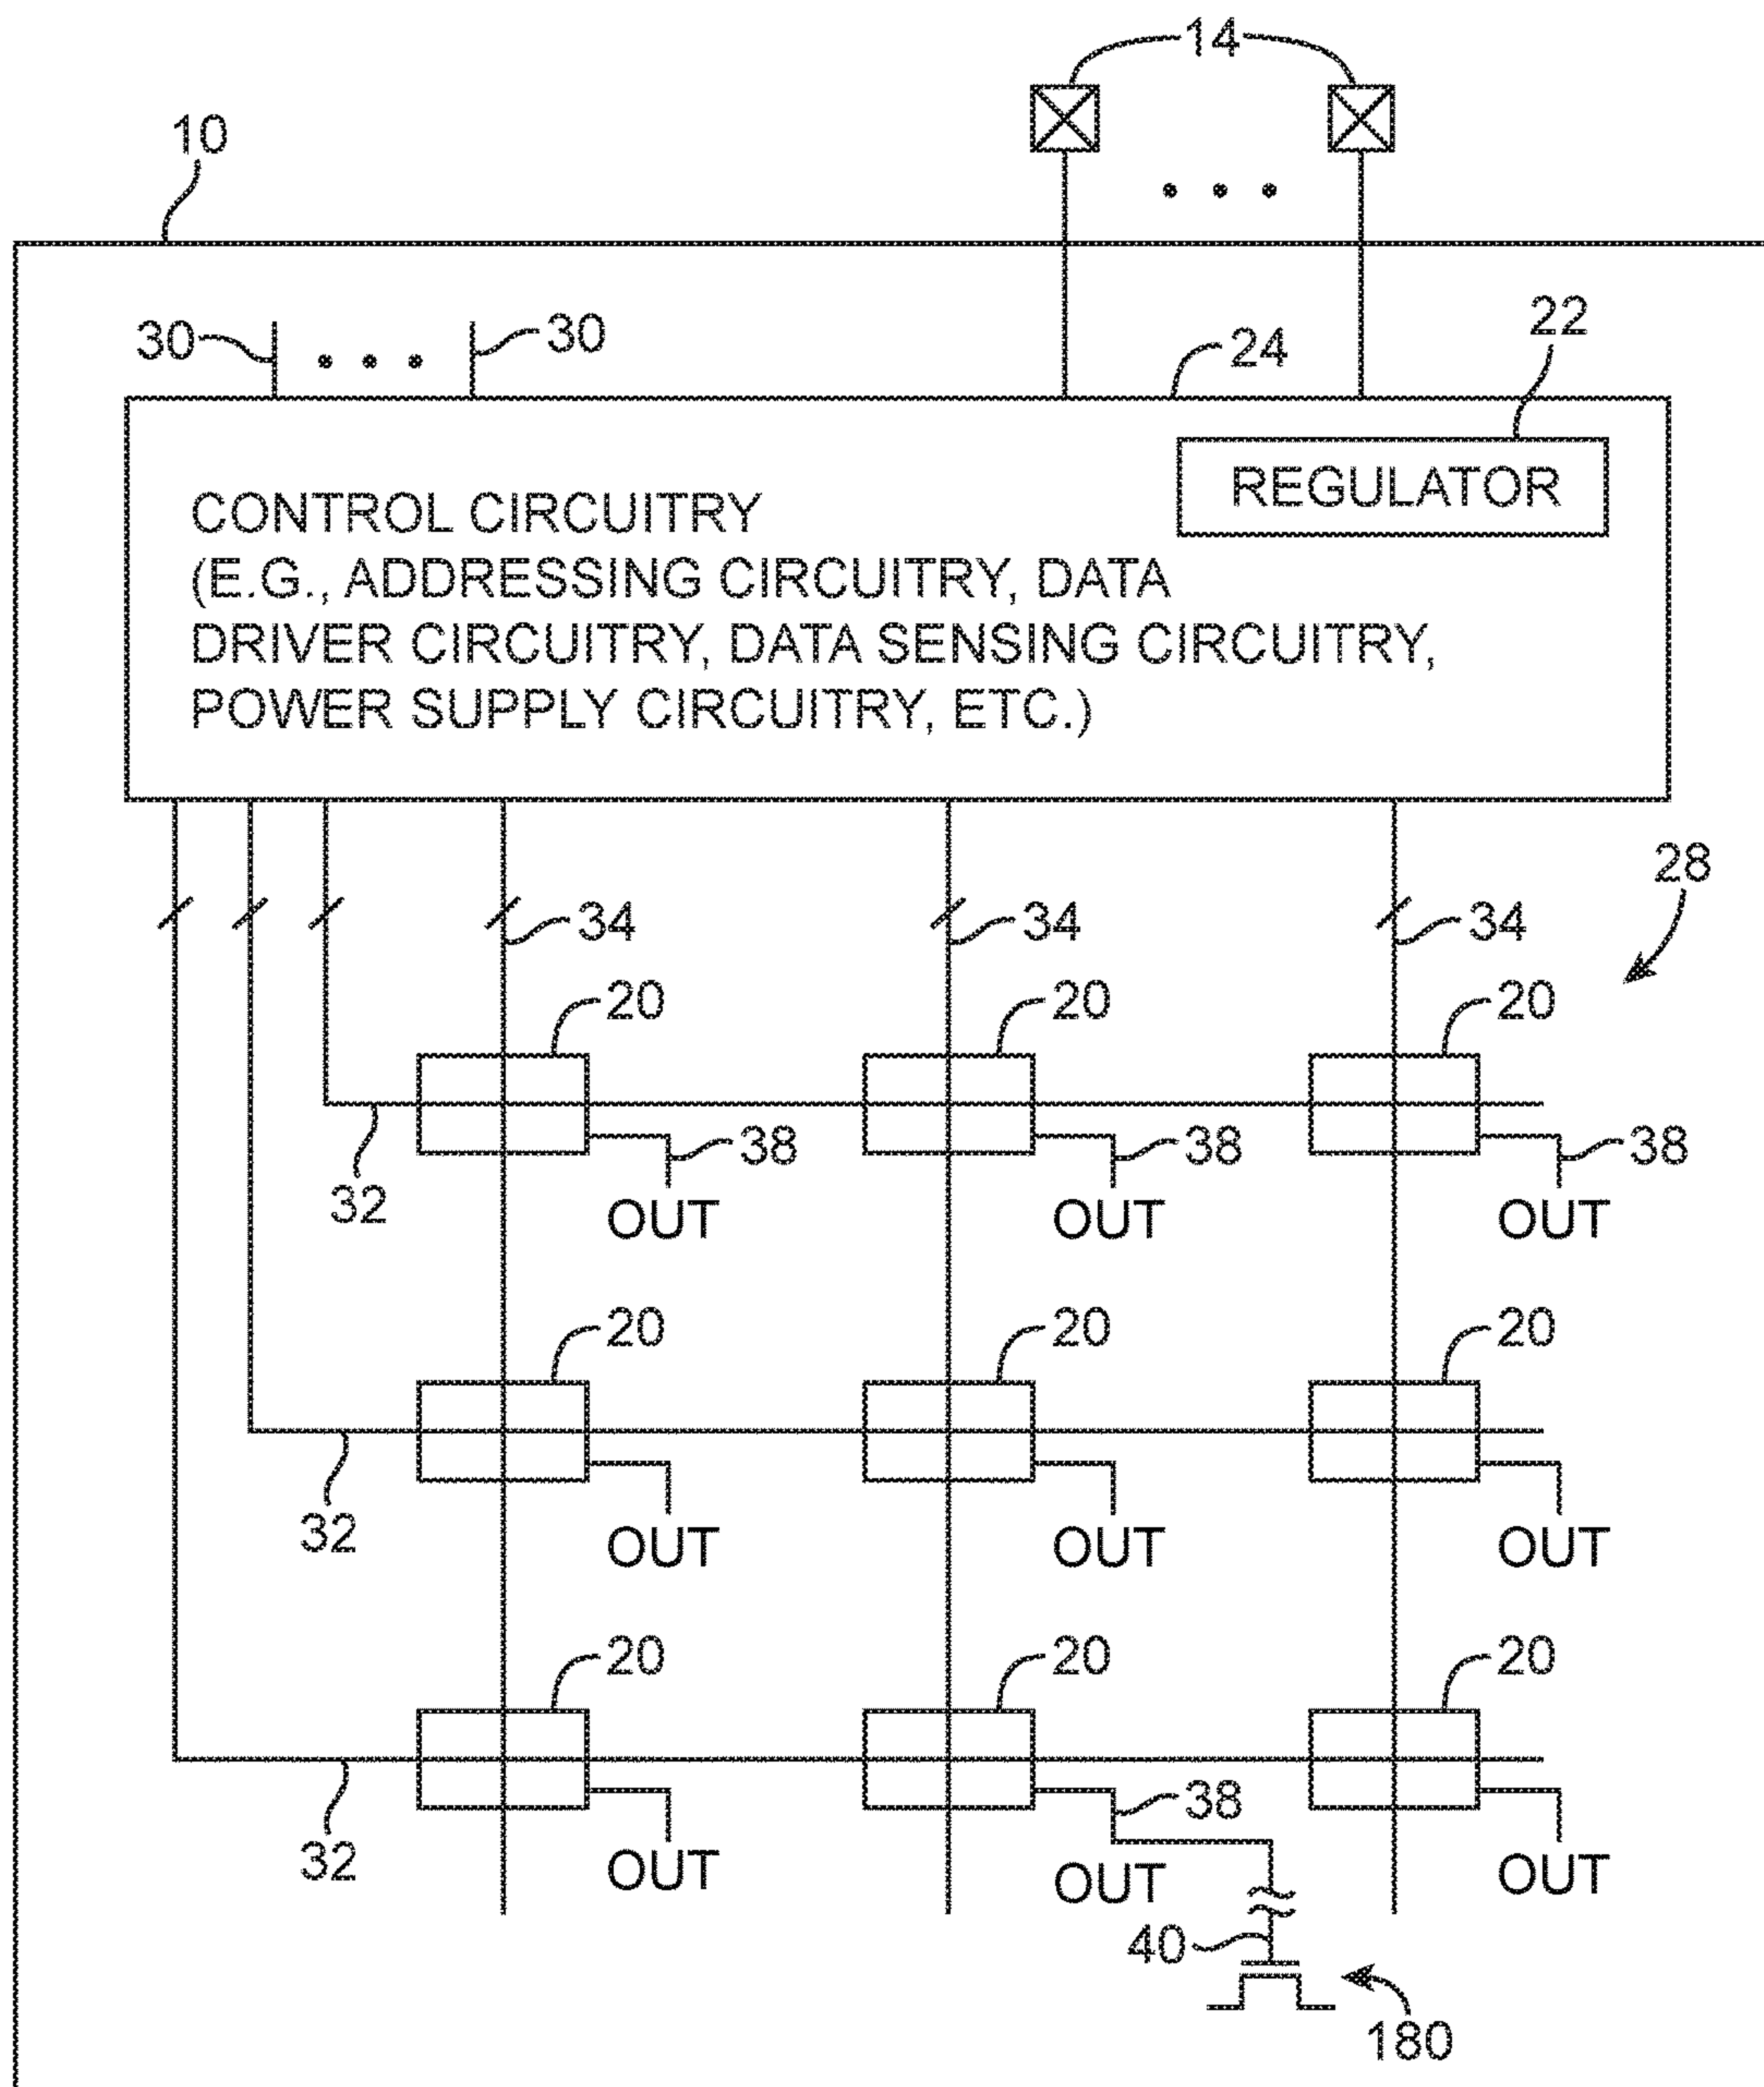 14
10
30
30
24
22
REGULATOR
CONTROL CIRCUITRY
(E.G., ADDRESSING CIRCUITRY, DATA
DRIVER CIRCUITRY, DATA SENSING CIRCUITRY,
POWER SUPPLY CIRCUITRY, ETC.)
28
34
34
34
20
20
20
38
38
38
32
OUT
OUT
OUT
20
20
20
32
OUT
OUT
OUT
20
20
20
38
32
OUT
OUT
OUT
40
180